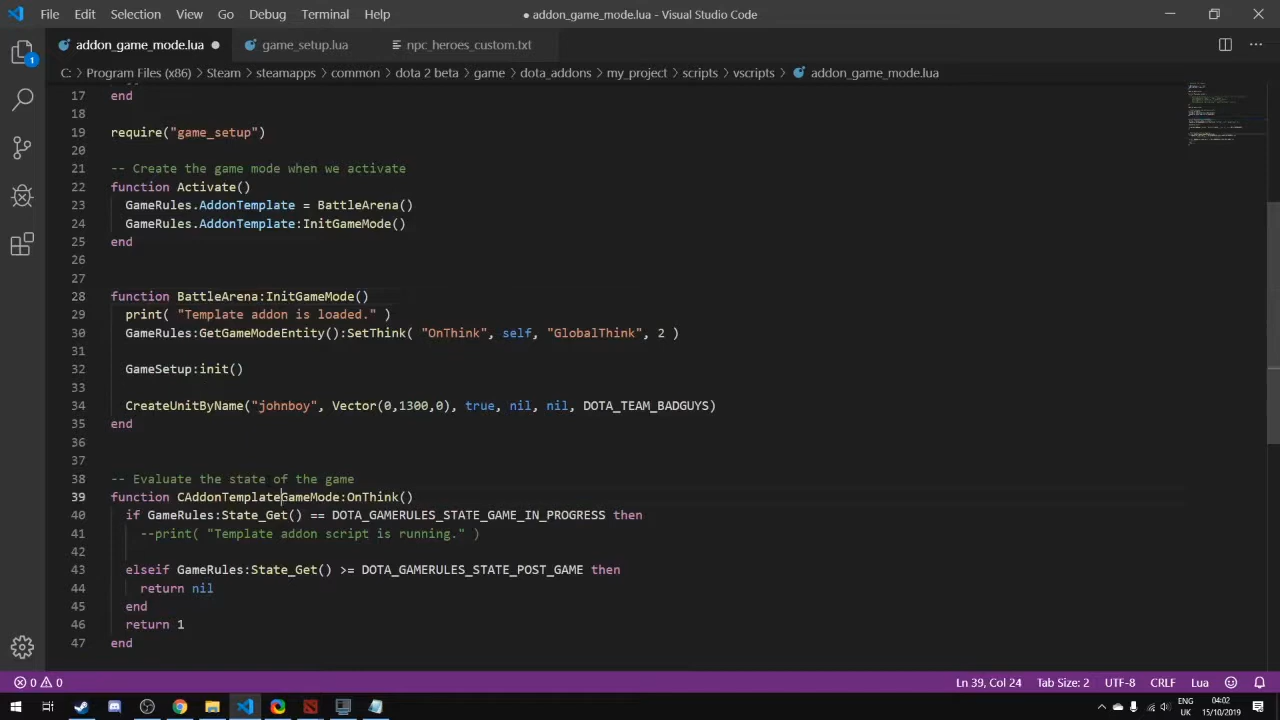 File Edit Selection View Go Debug Terminal Help
● addon_game_mode.lua - Visual Studio Code
addon_game_mode.lua ●
game_setup.lua
npc_heroes_custom.txt
1
C: > Program Files (x86) > Steam > steamapps > common > dota 2 beta > game > dota_addons > my_project > scripts > vscripts > addon_game_mode.lua
17 end
18
19 require("game_setup")
20
21 -- Create the game mode when we activate
22 function Activate()
23 GameRules.AddonTemplate = BattleArena()
24 GameRules.AddonTemplate:InitGameMode()
25 end
26
27
28 function BattleArena:InitGameMode()
29 print( "Template addon is loaded." )
30 GameRules:GetGameModeEntity():SetThink( "OnThink", self, "GlobalThink", 2 )
31
32 GameSetup:init()
33
34 CreateUnitByName("johnboy", Vector(0,1300,0), true, nil, nil, DOTA_TEAM_BADGUYS)
35 end
36
37
38 -- Evaluate the state of the game
39 function CAddonTemplateGameMode:OnThink()
40 if GameRules:State_Get() == DOTA_GAMERULES_STATE_GAME_IN_PROGRESS then
41 --print( "Template addon script is running." )
42
43 elseif GameRules:State_Get() >= DOTA_GAMERULES_STATE_POST_GAME then
44 return nil
45 end
46 return 1
47 end
0 0
Ln 39, Col 24 Tab Size: 2 UTF-8 CRLF Lua
ENG
UK
04:02
15/10/2019